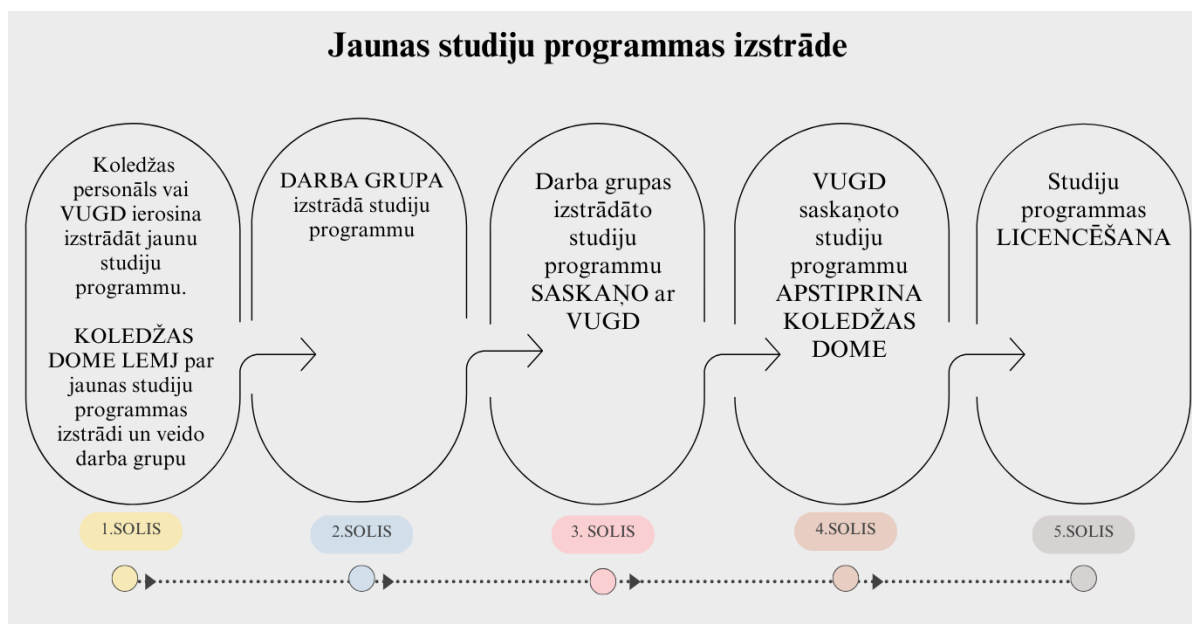 Jaunas studiju programmas izstrāde
Koledžas
personāls vai
VUGD ierosina
izstrādāt jaunu
studiju
programmu.
KOLEDŽAS
DOME LEMJ par
jaunas studiju
programmas
izstrādi un veido
darba grupu
DARBA GRUPA
izstrādā studiju
programmu
Darba grupas
izstrādāto
studiju
programmu
SASKAŅO ar
VUGD
VUGD
saskaņoto
studiju
programmu
APSTIPRINA
KOLEDŽAS
DOME
Studiju
programmas
LICENCĒŠANA
1.SOLIS
2.SOLIS
3. SOLIS
4.SOLIS
5.SOLIS